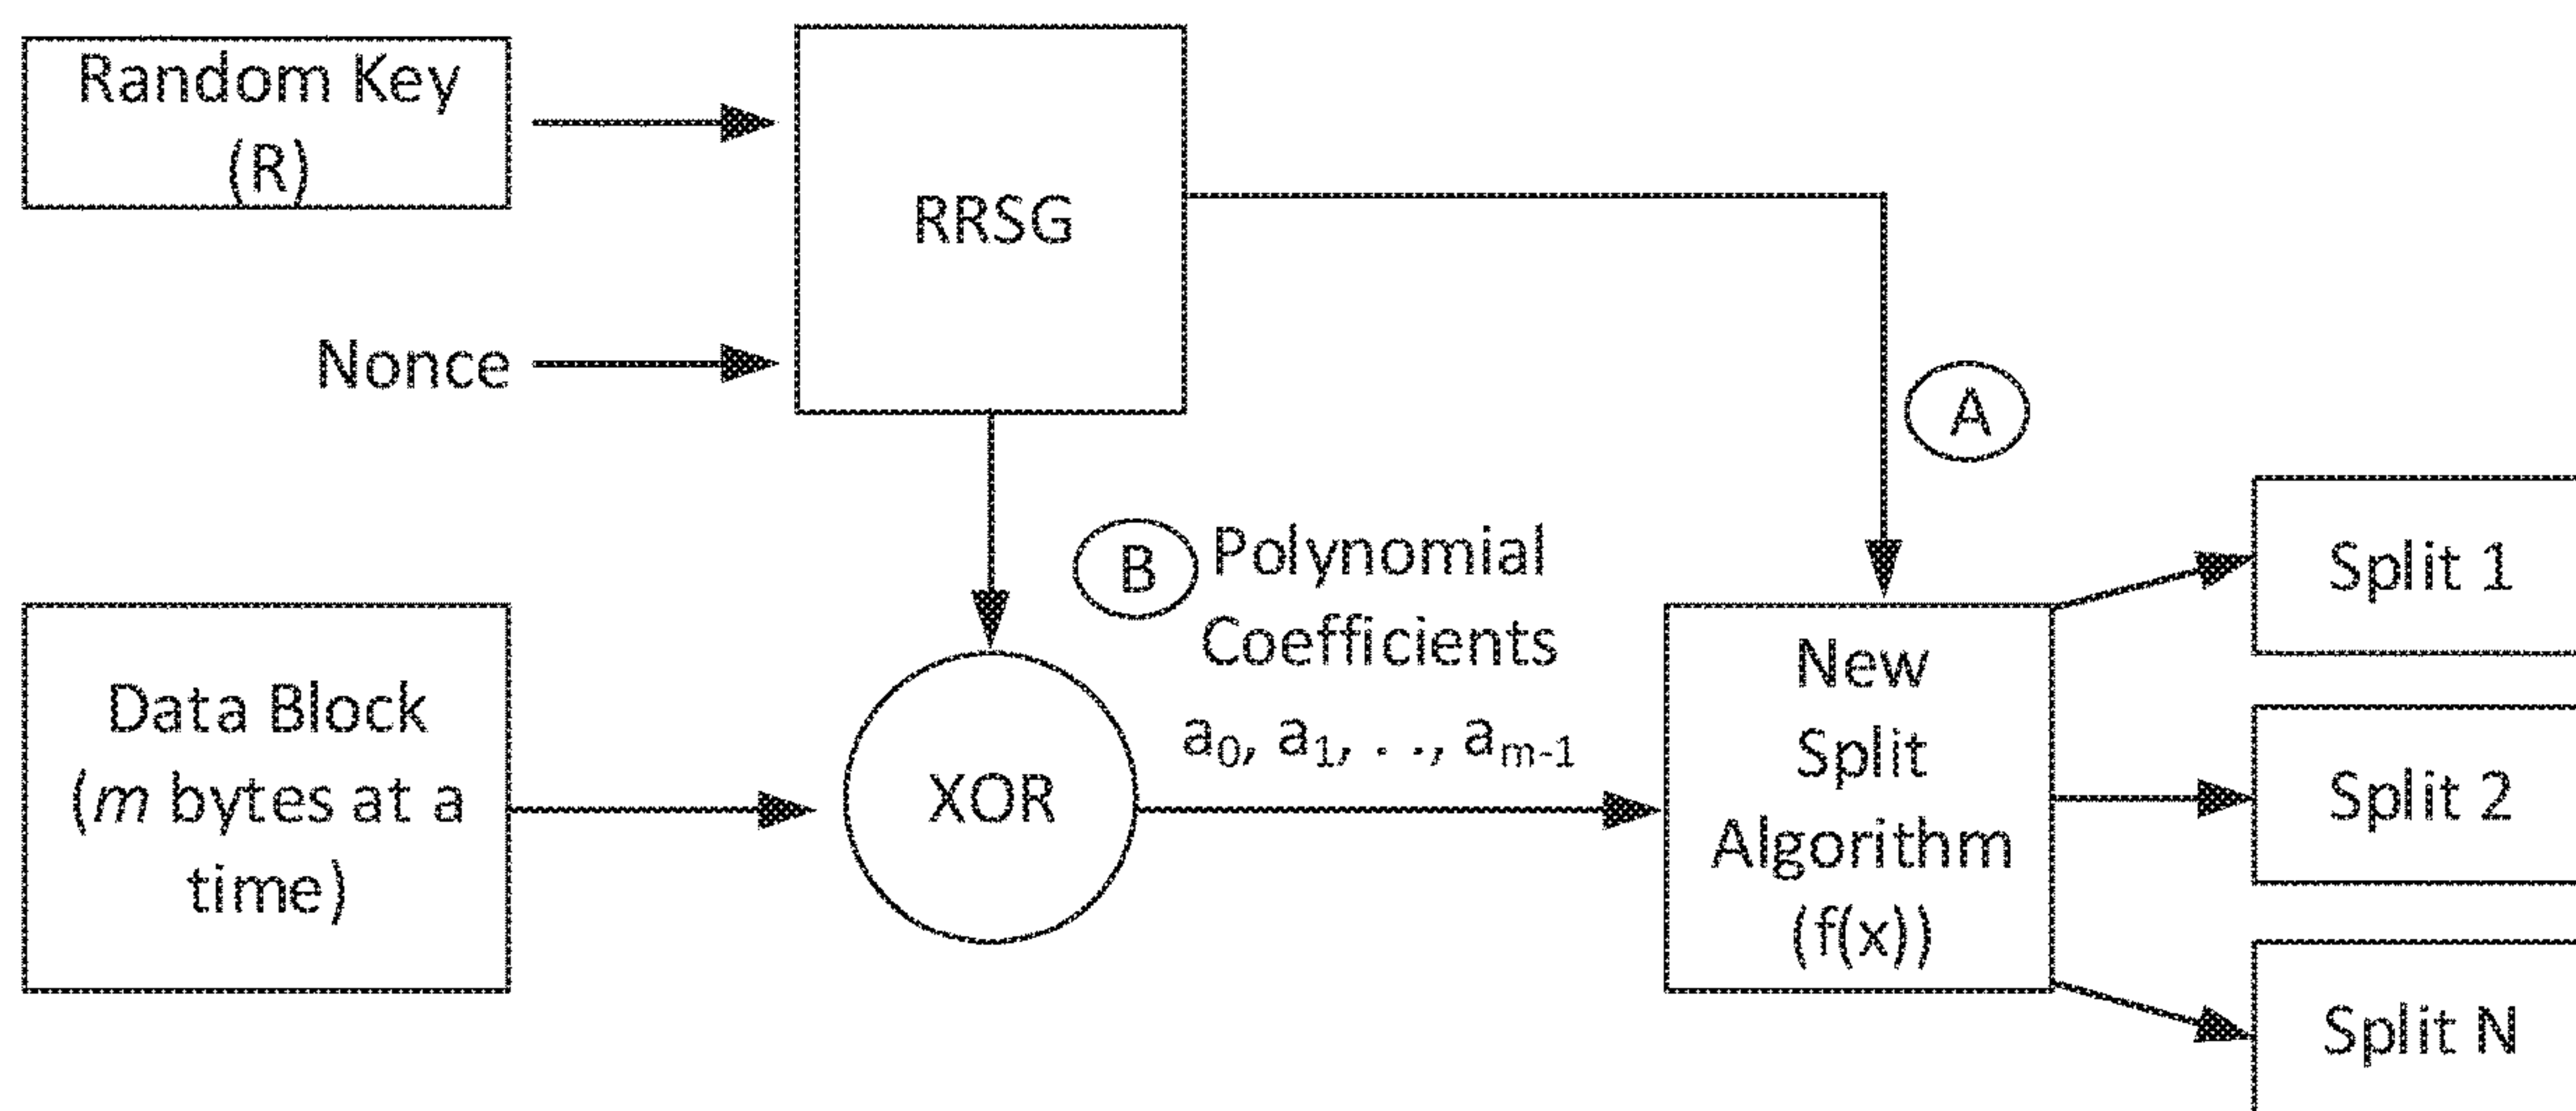 Random Key
(R)
RRSG
Nonce
A
B
Polynomial
Coefficients
a₀, a₁, . ., aₘ₋₁
Data Block
(m bytes at a
time)
XOR
New
Split
Algorithm
(f(x))
Split 1
Split 2
Split N